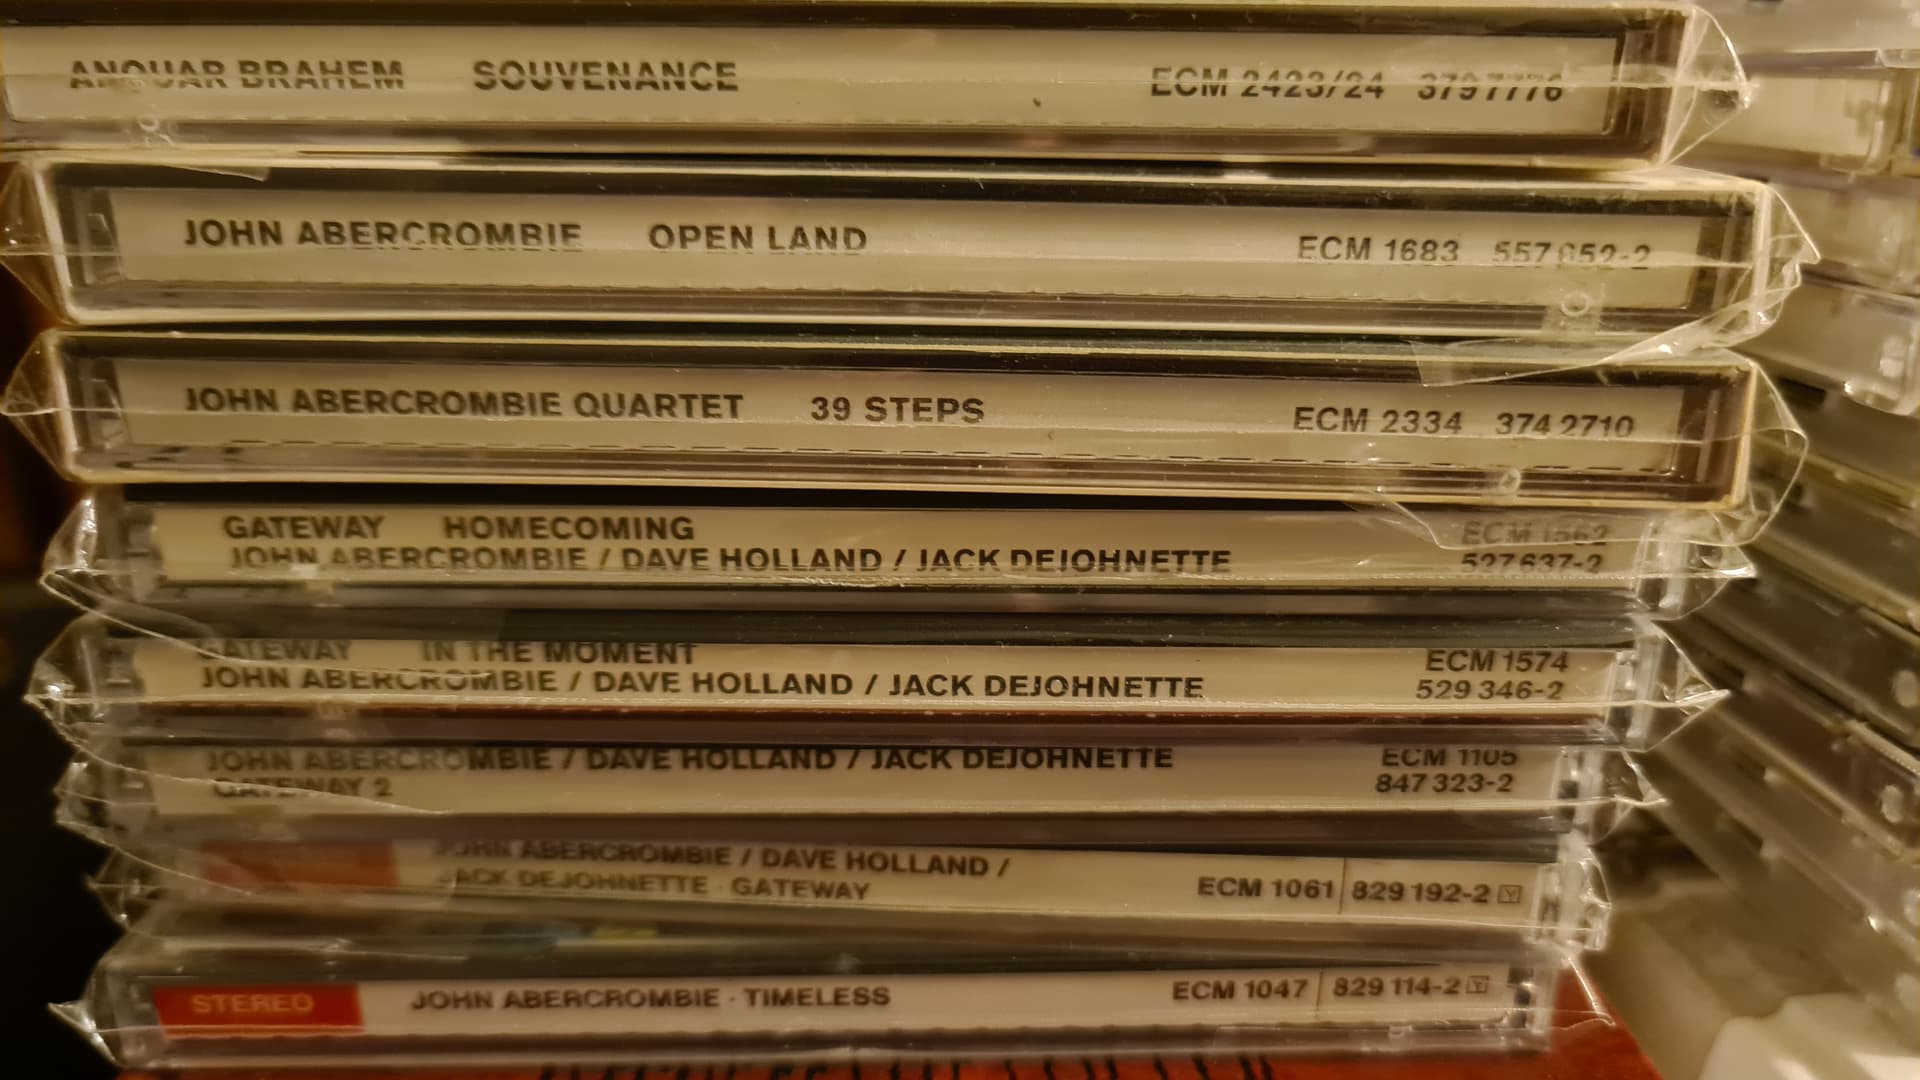 ANOUAR BRAHEM SOUVENANCE ECM 2423/24 379 7776
JOHN ABERCROMBIE OPEN LAND ECM 1683 557 652-2
JOHN ABERCROMBIE QUARTET 39 STEPS ECM 2334 374 2710
GATEWAY HOMECOMING ECM 1562
JOHN ABERCROMBIE / DAVE HOLLAND / JACK DEJOHNETTE 527 637-2
GATEWAY IN THE MOMENT ECM 1574
JOHN ABERCROMBIE / DAVE HOLLAND / JACK DEJOHNETTE 529 346-2
JOHN ABERCROMBIE / DAVE HOLLAND / JACK DEJOHNETTE ECM 1105
GATEWAY 2 847 323-2
JOHN ABERCROMBIE / DAVE HOLLAND /
JACK DEJOHNETTE · GATEWAY ECM 1061 829 192-2 Y
STEREO JOHN ABERCROMBIE · TIMELESS ECM 1047 829 114-2 Y